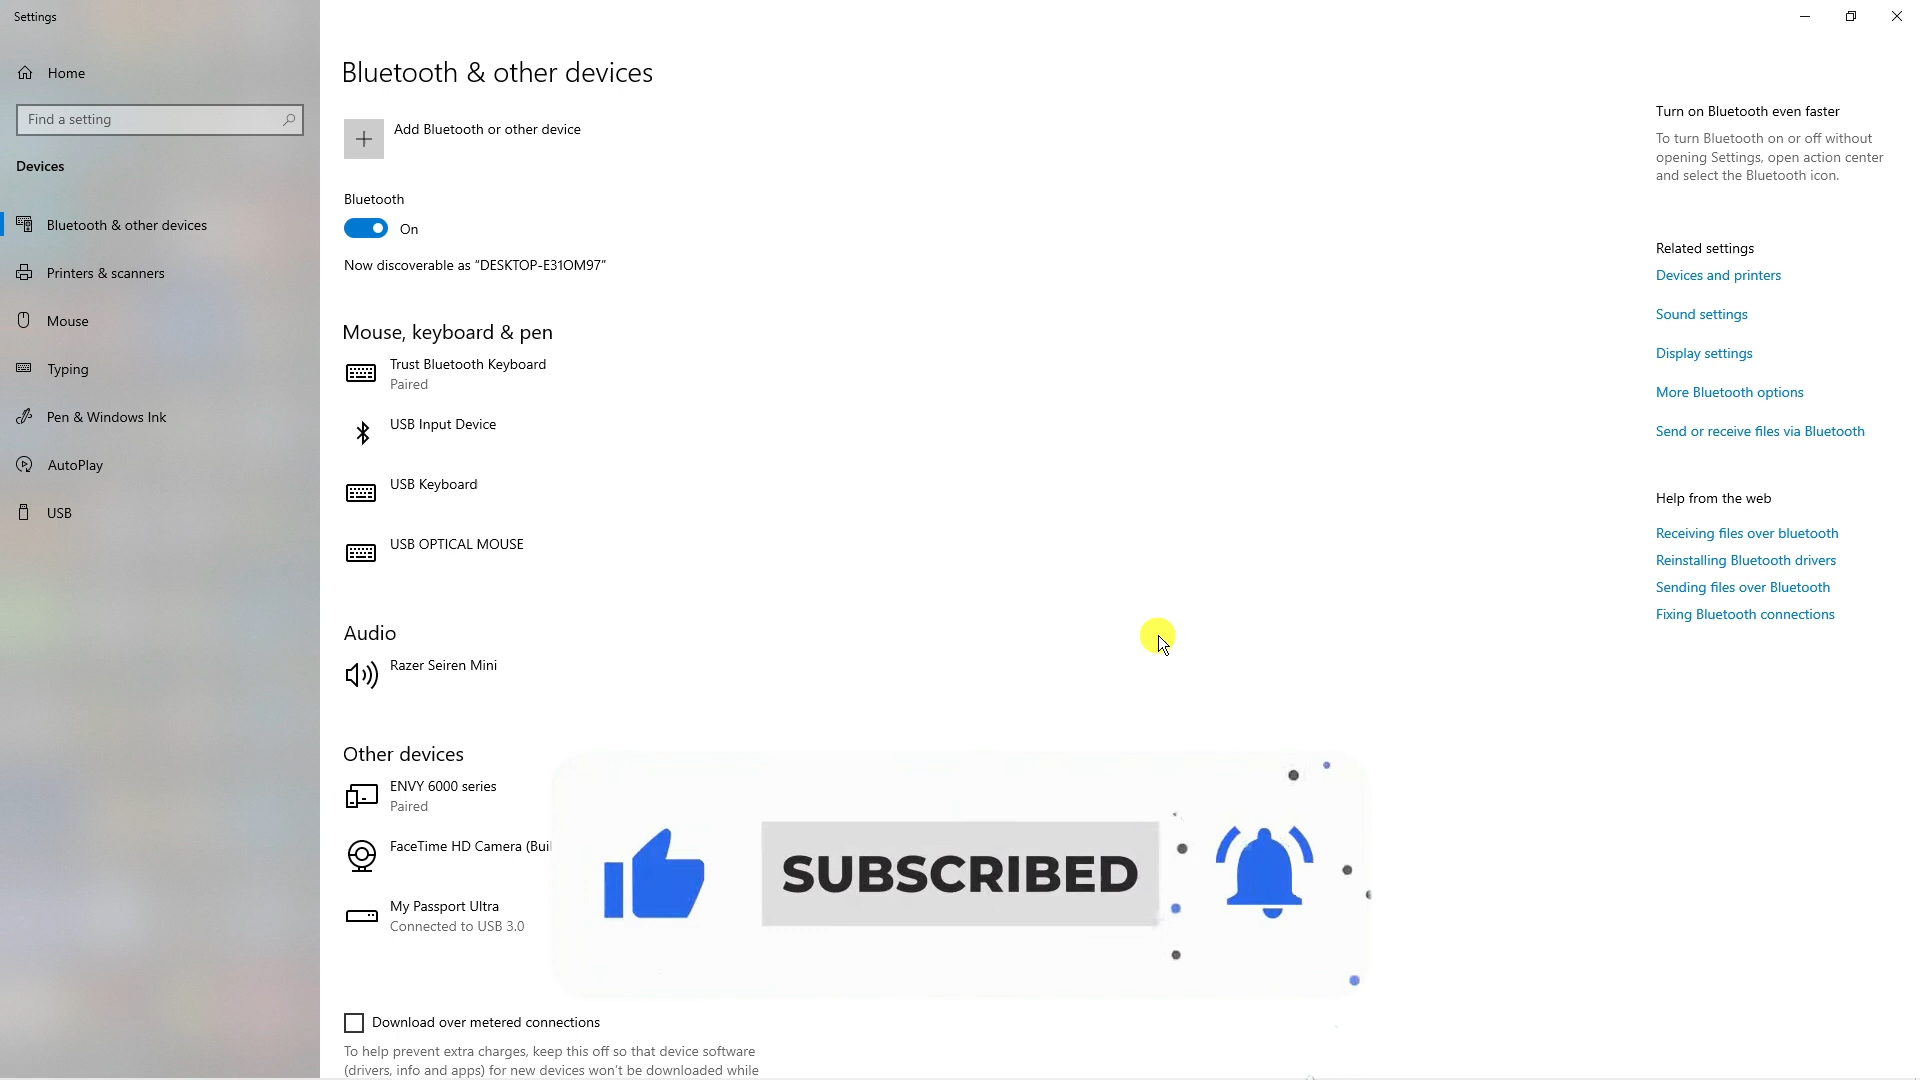 Settings
Home
Find a setting
Devices
Bluetooth & other devices
Printers & scanners
Mouse
Typing
Pen & Windows Ink
AutoPlay
USB
Bluetooth & other devices
Add Bluetooth or other device
Bluetooth
On
Now discoverable as “DESKTOP-E31OM97”
Mouse, keyboard & pen
Trust Bluetooth Keyboard
Paired
USB Input Device
USB Keyboard
USB OPTICAL MOUSE
Audio
Razer Seiren Mini
Other devices
ENVY 6000 series
Paired
FaceTime HD Camera (Buil
My Passport Ultra
Connected to USB 3.0
SUBSCRIBED
Download over metered connections
To help prevent extra charges, keep this off so that device software
(drivers, info and apps) for new devices won’t be downloaded while
Turn on Bluetooth even faster
To turn Bluetooth on or off without
opening Settings, open action center
and select the Bluetooth icon.
Related settings
Devices and printers
Sound settings
Display settings
More Bluetooth options
Send or receive files via Bluetooth
Help from the web
Receiving files over bluetooth
Reinstalling Bluetooth drivers
Sending files over Bluetooth
Fixing Bluetooth connections